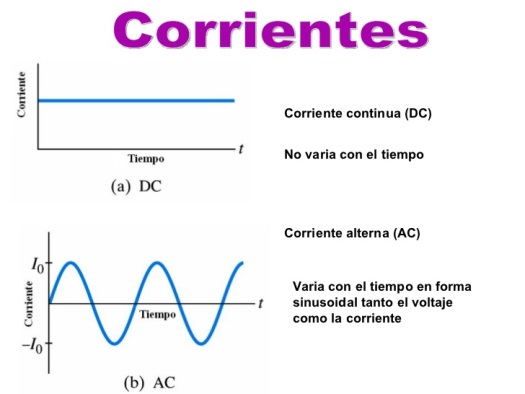 Corrientes
Corriente
t
Tiempo
(a) DC
Corriente continua (DC)
No varia con el tiempo
I0
Corriente
Tiempo
t
–I0
(b) AC
Corriente alterna (AC)
Varia con el tiempo en forma
sinusoidal tanto el voltaje
como la corriente